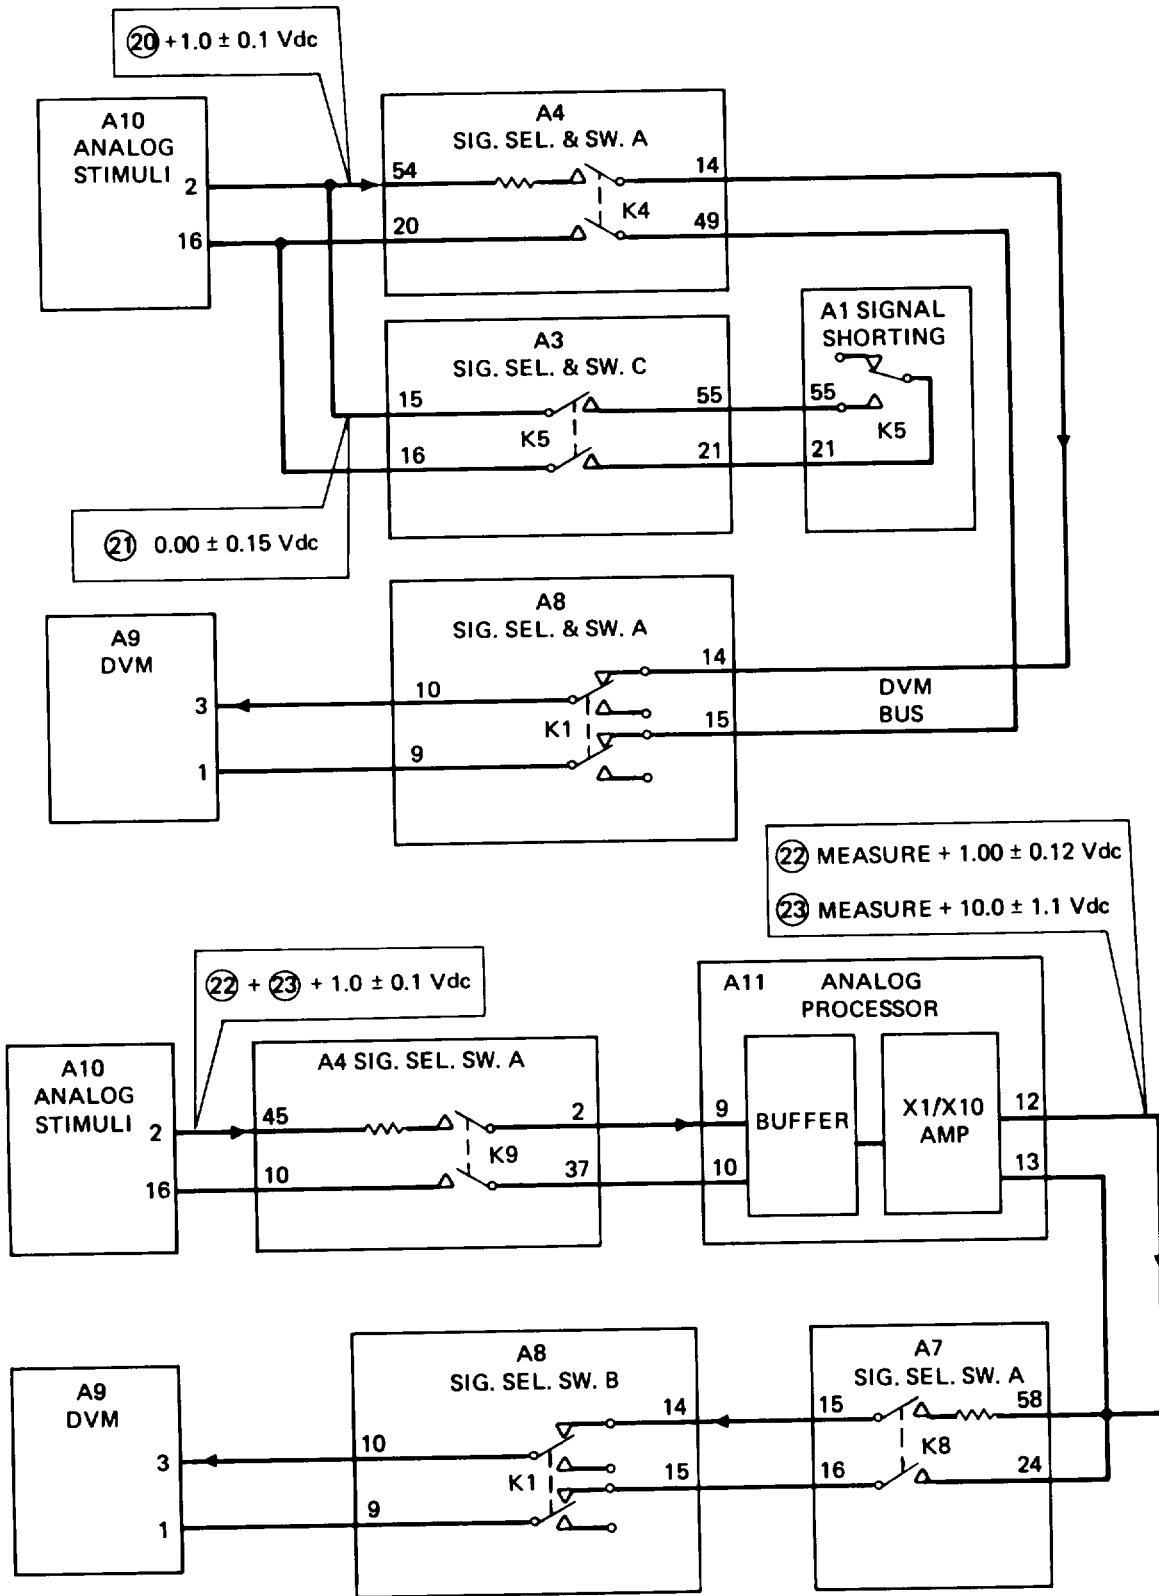 20 +1.0 ± 0.1 Vdc
A10
ANALOG
STIMULI
2
16
A4
SIG. SEL. & SW. A
54
14
K4
20
49
A3
SIG. SEL. & SW. C
15
55
K5
16
21
A1 SIGNAL
SHORTING
55
K5
21
21 0.00 ± 0.15 Vdc
A9
DVM
3
1
A8
SIG. SEL. & SW. A
14
10
K1
15
9
DVM
BUS
22 MEASURE + 1.00 ± 0.12 Vdc
23 MEASURE + 10.0 ± 1.1 Vdc
22 + 23 + 1.0 ± 0.1 Vdc
A10
ANALOG
STIMULI
2
16
A4 SIG. SEL. SW. A
45
2
K9
10
37
A11 ANALOG
PROCESSOR
9
BUFFER
X1/X10
AMP
12
10
13
A9
DVM
3
1
A8
SIG. SEL. SW. B
14
10
K1
15
9
A7
SIG. SEL. SW. A
15
58
K8
16
24